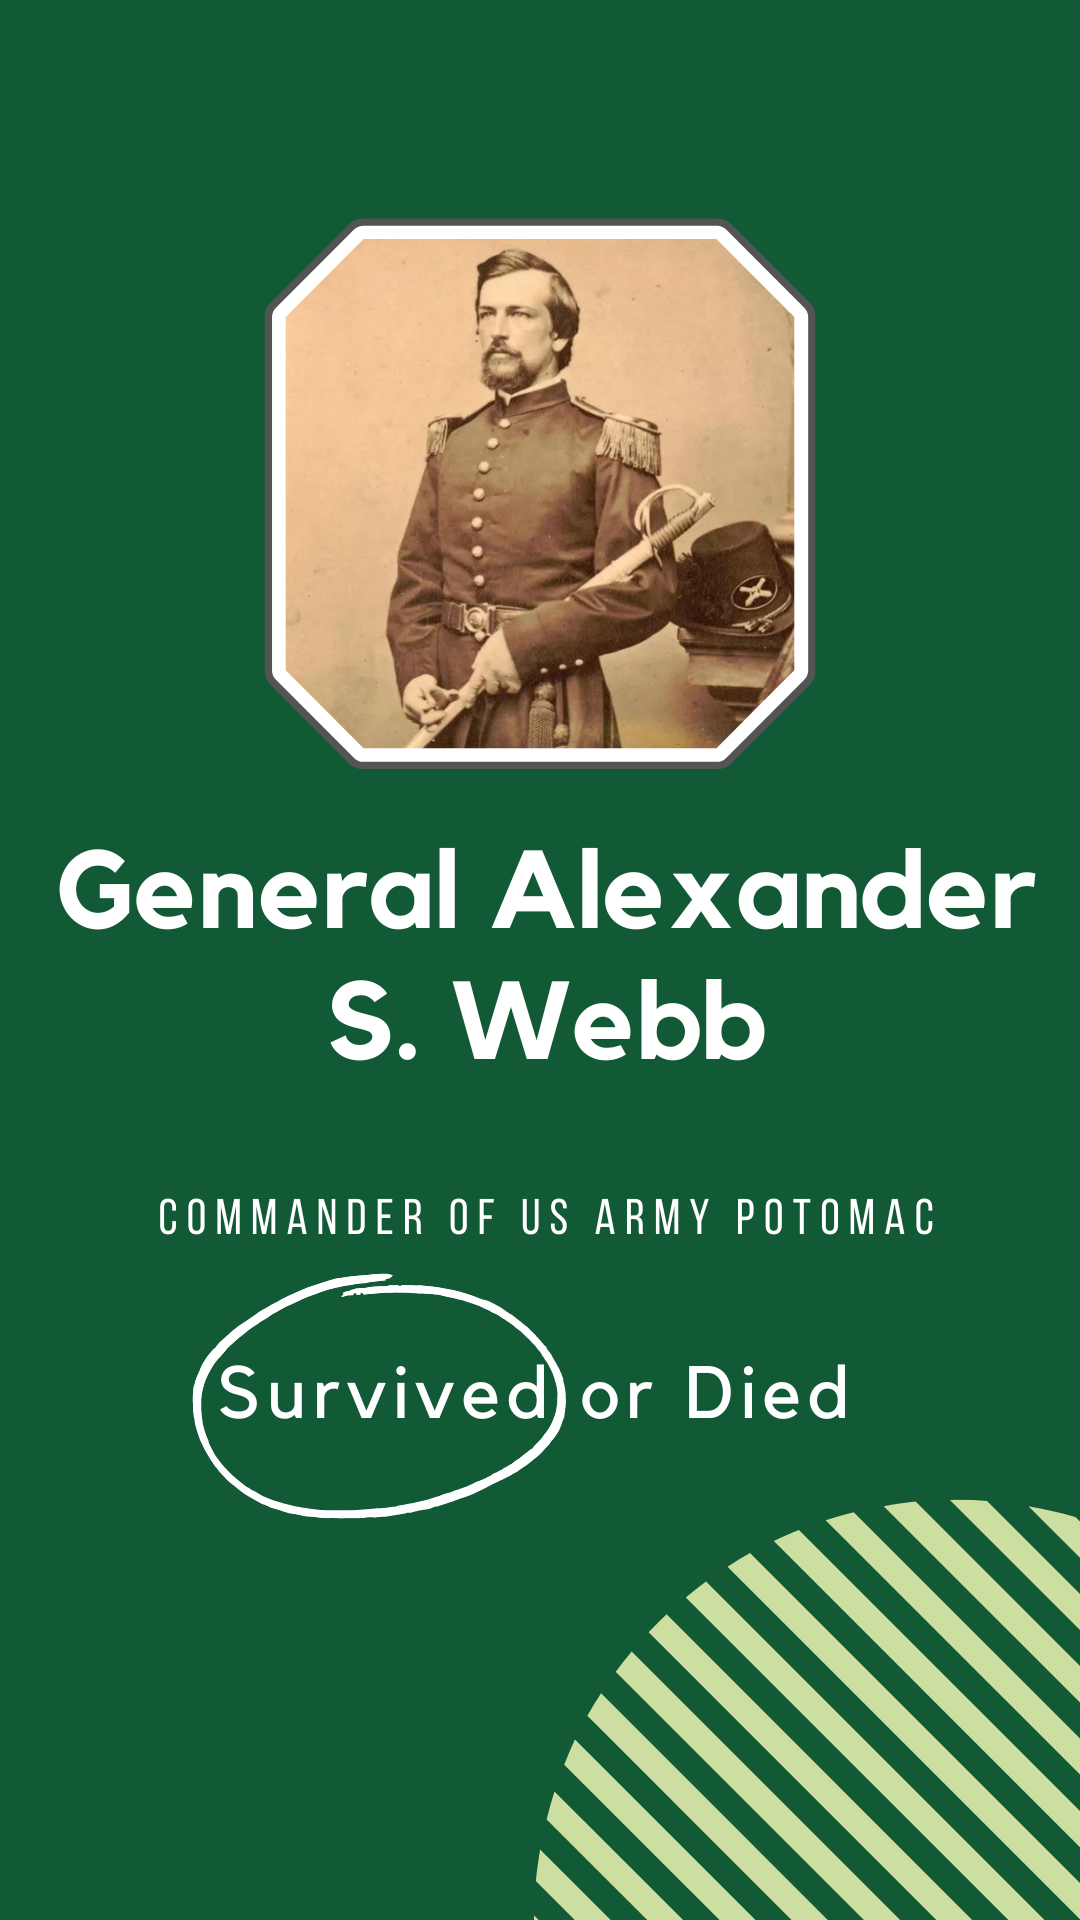 General Alexander
S. Webb
COMMANDER OF US ARMY POTOMAC
Survived or Died